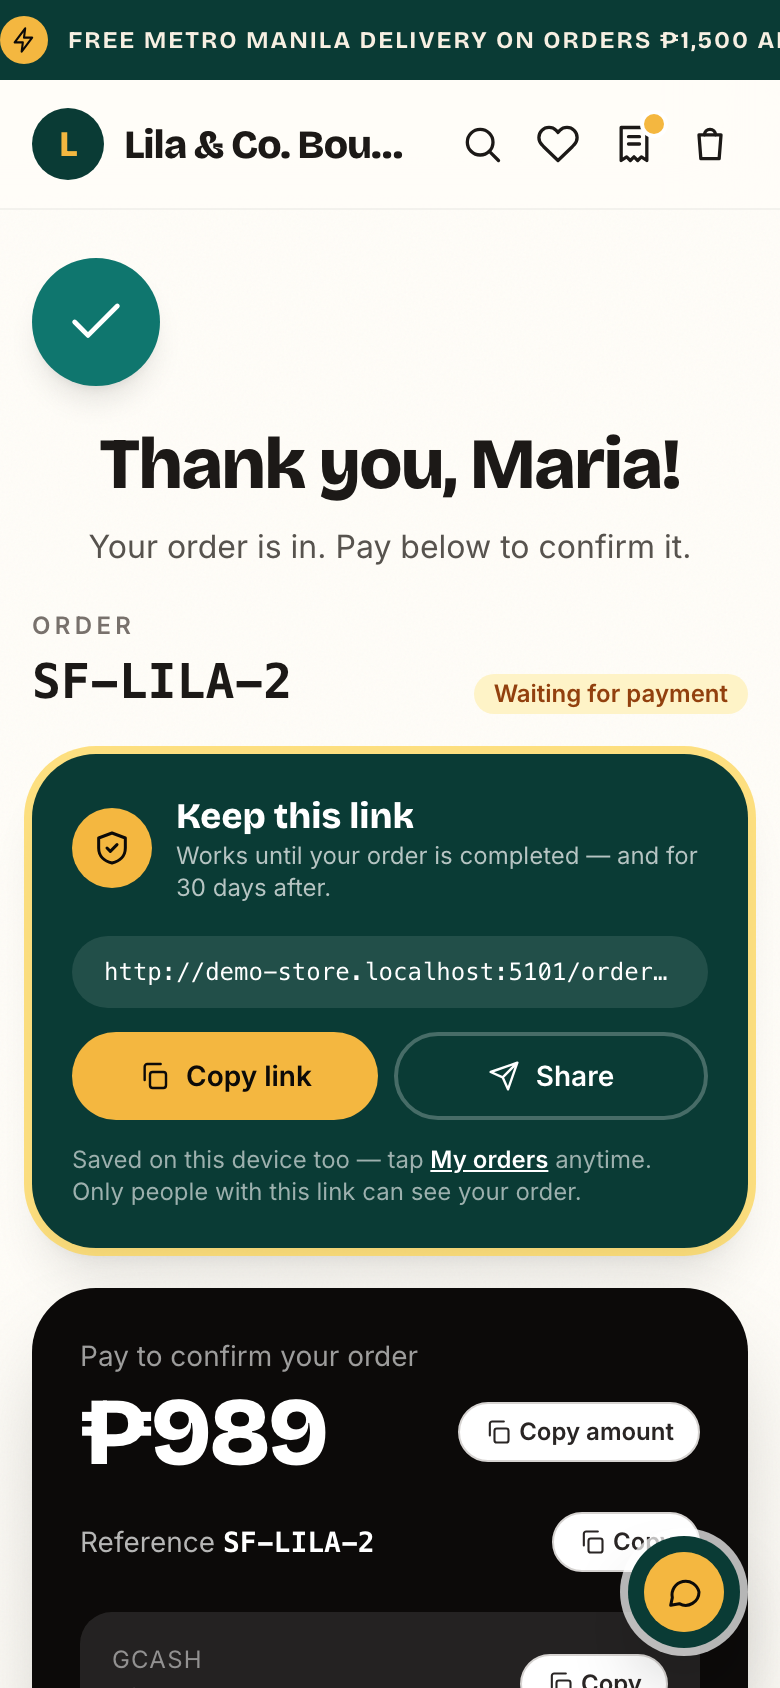 FREE METRO MANILA DELIVERY ON ORDERS ₱1,500
L
Lila & Co. Bou...
Thank you, Maria!
Your order is in. Pay below to confirm it.
ORDER
SF-LILA-2
Waiting for payment
Keep this link
Works until your order is completed — and for
30 days after.
http://demo-store.localhost:5101/order…
Copy link
Share
Saved on this device too — tap My orders anytime.
Only people with this link can see your order.
Pay to confirm your order
₱989
Copy amount
Reference SF-LILA-2
Copy
GCASH
Copy